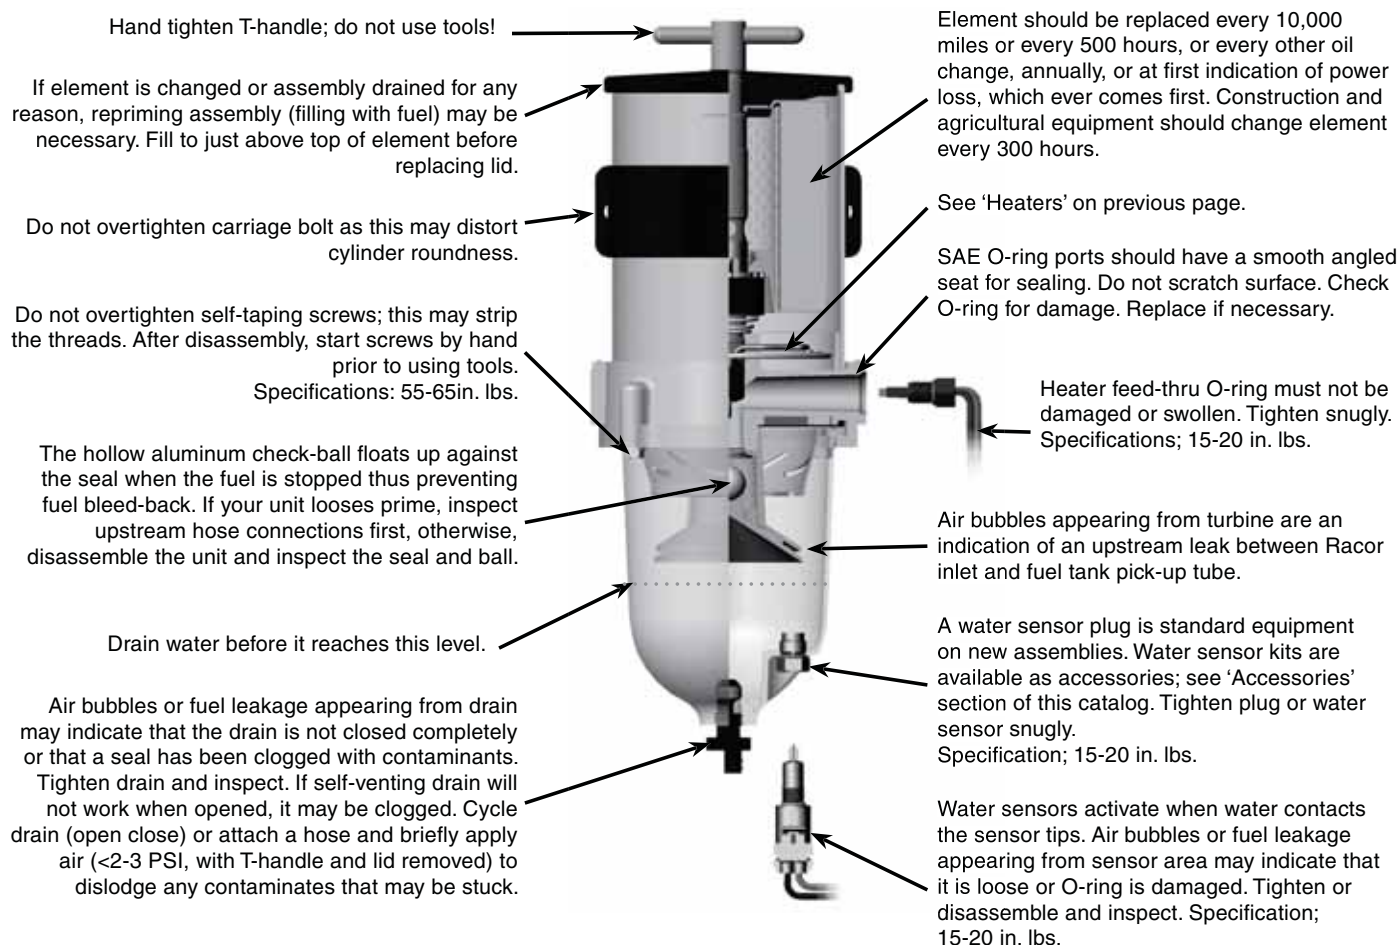 Hand tighten T-handle; do not use tools!
If element is changed or assembly drained for any
reason, repriming assembly (filling with fuel) may be
necessary. Fill to just above top of element before
replacing lid.
Do not overtighten carriage bolt as this may distort
cylinder roundness.
Do not overtighten self-taping screws; this may strip
the threads. After disassembly, start screws by hand
prior to using tools.
Specifications: 55-65in. lbs.
The hollow aluminum check-ball floats up against
the seal when the fuel is stopped thus preventing
fuel bleed-back. If your unit looses prime, inspect
upstream hose connections first, otherwise,
disassemble the unit and inspect the seal and ball.
Drain water before it reaches this level.
Air bubbles or fuel leakage appearing from drain
may indicate that the drain is not closed completely
or that a seal has been clogged with contaminants.
Tighten drain and inspect. If self-venting drain will
not work when opened, it may be clogged. Cycle
drain (open close) or attach a hose and briefly apply
air (<2-3 PSI, with T-handle and lid removed) to
dislodge any contaminates that may be stuck.
Element should be replaced every 10,000
miles or every 500 hours, or every other oil
change, annually, or at first indication of power
loss, which ever comes first. Construction and
agricultural equipment should change element
every 300 hours.
See ‘Heaters’ on previous page.
SAE O-ring ports should have a smooth angled
seat for sealing. Do not scratch surface. Check
O-ring for damage. Replace if necessary.
Heater feed-thru O-ring must not be
damaged or swollen. Tighten snugly.
Specifications; 15-20 in. lbs.
Air bubbles appearing from turbine are an
indication of an upstream leak between Racor
inlet and fuel tank pick-up tube.
A water sensor plug is standard equipment
on new assemblies. Water sensor kits are
available as accessories; see ‘Accessories’
section of this catalog. Tighten plug or water
sensor snugly.
Specification; 15-20 in. lbs.
Water sensors activate when water contacts
the sensor tips. Air bubbles or fuel leakage
appearing from sensor area may indicate that
it is loose or O-ring is damaged. Tighten or
disassemble and inspect. Specification;
15-20 in. lbs.